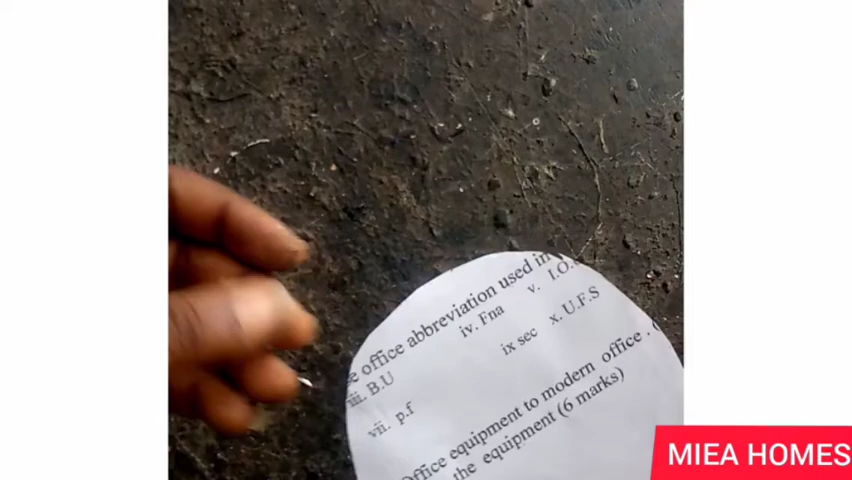 e office abbreviation used in
iii. B.U iv. Fna v. I.O.
vii. p.f ix sec x. U.F.S
Office equipment to modern office . (
the equipment (6 marks)
MIEA HOMES